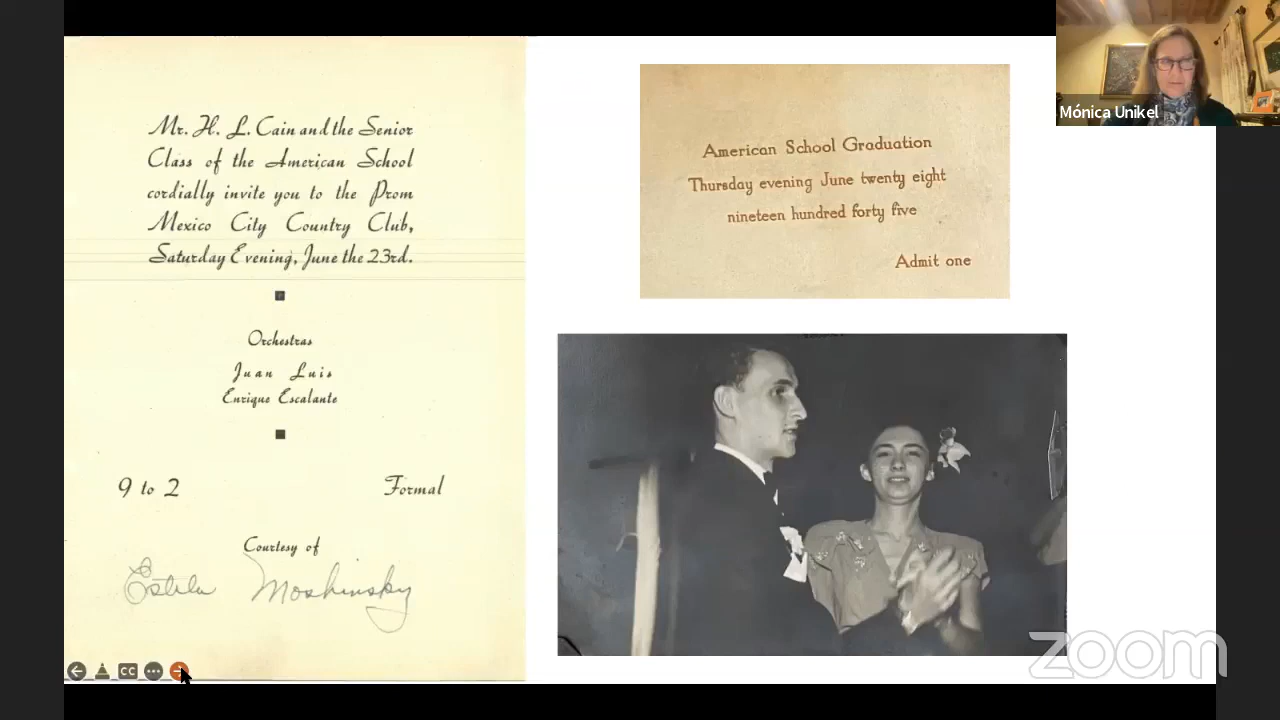 Mr. H. L. Cain and the Senior
Class of the American School
cordially invite you to the Prom
Mexico City Country Club,
Saturday Evening, June the 23rd.
Orchestras
Juan Luis
Enrique Escalante
9 to 2 Formal
Courtesy of
Estela Moshinsky
American School Graduation
Thursday evening June twenty eight
nineteen hundred forty five
Admit one
Mónica Unikel
CC
zoom